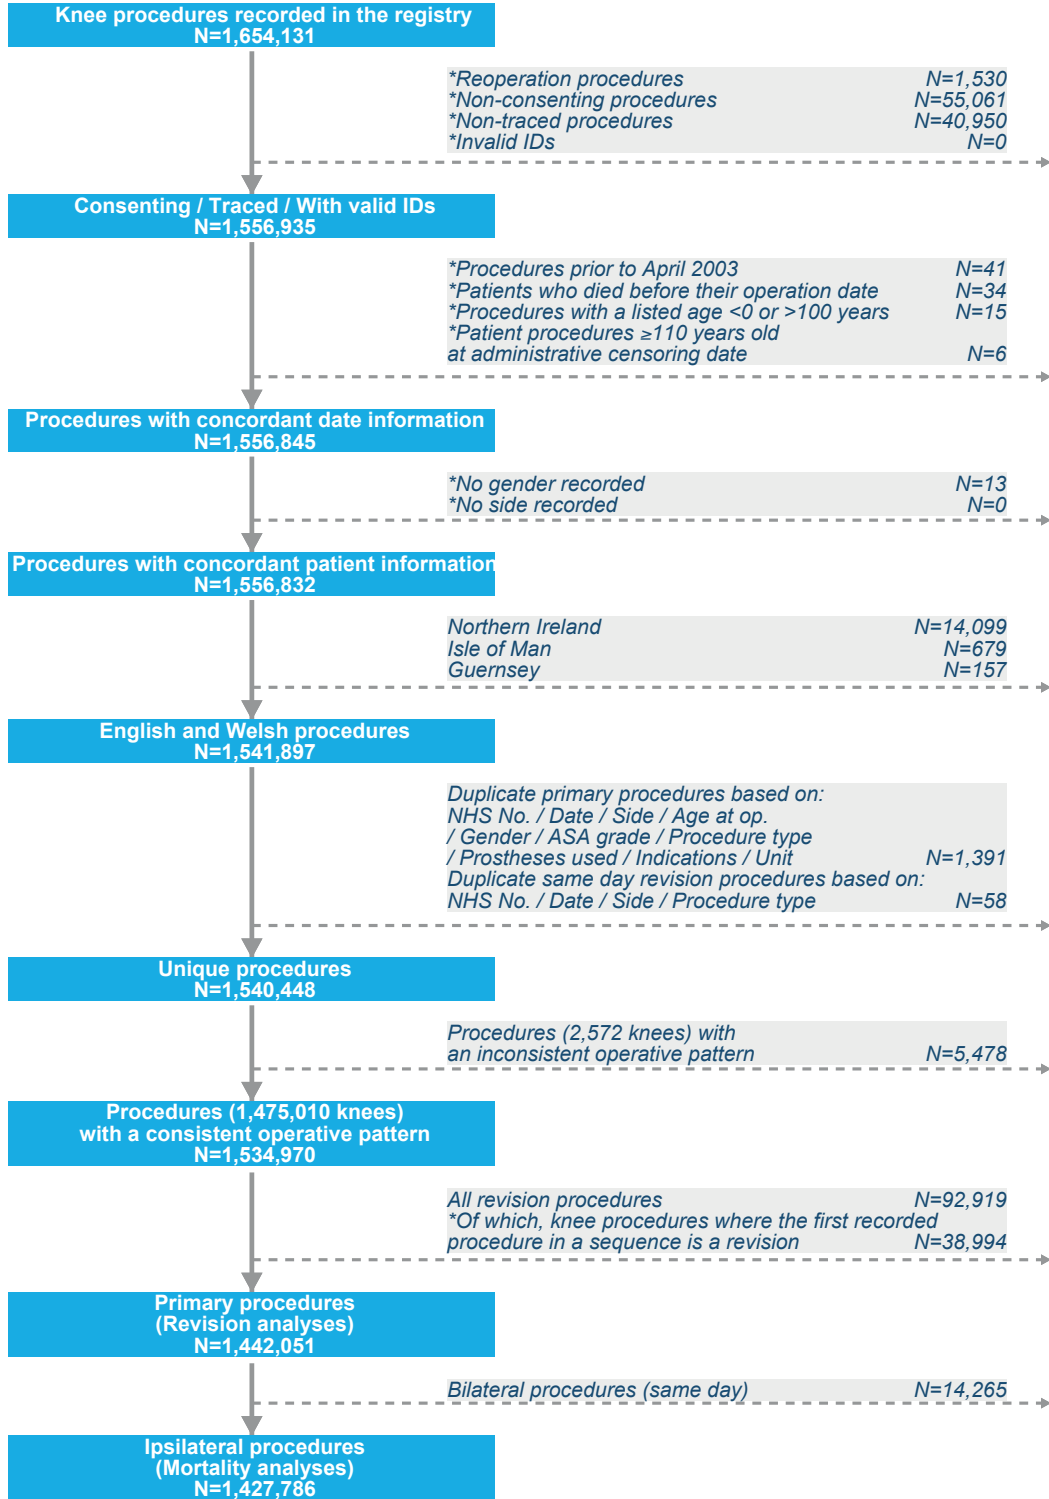 Knee procedures recorded in the registry
N=1,654,131
*Reoperation procedures N=1,530
*Non-consenting procedures N=55,061
*Non-traced procedures N=40,950
*Invalid IDs N=0
Consenting / Traced / With valid IDs
N=1,556,935
*Procedures prior to April 2003 N=41
*Patients who died before their operation date N=34
*Procedures with a listed age <0 or >100 years N=15
*Patient procedures ≥110 years old
at administrative censoring date N=6
Procedures with concordant date information
N=1,556,845
*No gender recorded N=13
*No side recorded N=0
Procedures with concordant patient information
N=1,556,832
Northern Ireland N=14,099
Isle of Man N=679
Guernsey N=157
English and Welsh procedures
N=1,541,897
Duplicate primary procedures based on:
NHS No. / Date / Side / Age at op.
/ Gender / ASA grade / Procedure type
/ Prostheses used / Indications / Unit N=1,391
Duplicate same day revision procedures based on:
NHS No. / Date / Side / Procedure type N=58
Unique procedures
N=1,540,448
Procedures (2,572 knees) with
an inconsistent operative pattern N=5,478
Procedures (1,475,010 knees)
with a consistent operative pattern
N=1,534,970
All revision procedures N=92,919
*Of which, knee procedures where the first recorded
procedure in a sequence is a revision N=38,994
Primary procedures
(Revision analyses)
N=1,442,051
Bilateral procedures (same day) N=14,265
Ipsilateral procedures
(Mortality analyses)
N=1,427,786